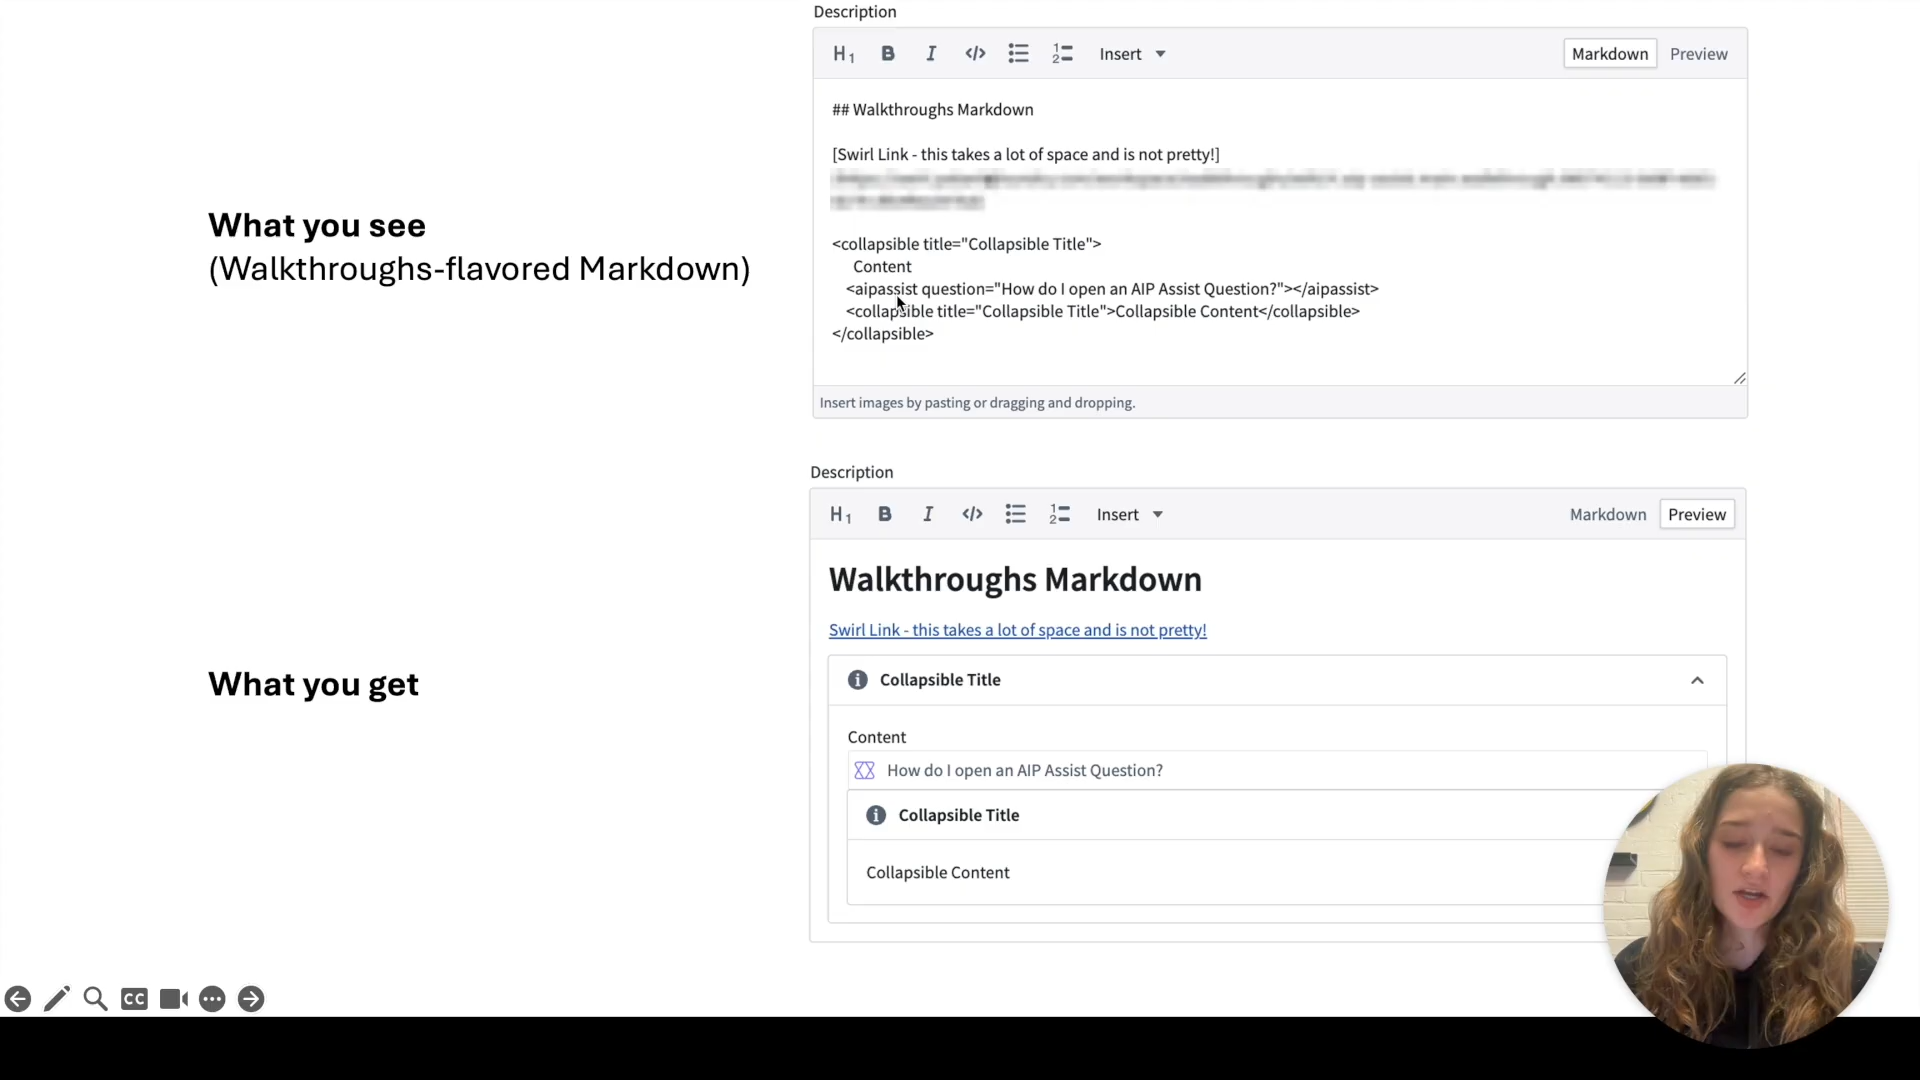 Description
H1 B I </> Insert Markdown Preview
## Walkthroughs Markdown
[Swirl Link - this takes a lot of space and is not pretty!]
What you see
(Walkthroughs-flavored Markdown)
<collapsible title="Collapsible Title">
Content
<aipassist question="How do I open an AIP Assist Question?"></aipassist>
<collapsible title="Collapsible Title">Collapsible Content</collapsible>
</collapsible>
Insert images by pasting or dragging and dropping.
Description
H1 B I </> Insert Markdown Preview
Walkthroughs Markdown
Swirl Link - this takes a lot of space and is not pretty!
What you get
Collapsible Title
Content
How do I open an AIP Assist Question?
Collapsible Title
Collapsible Content
CC